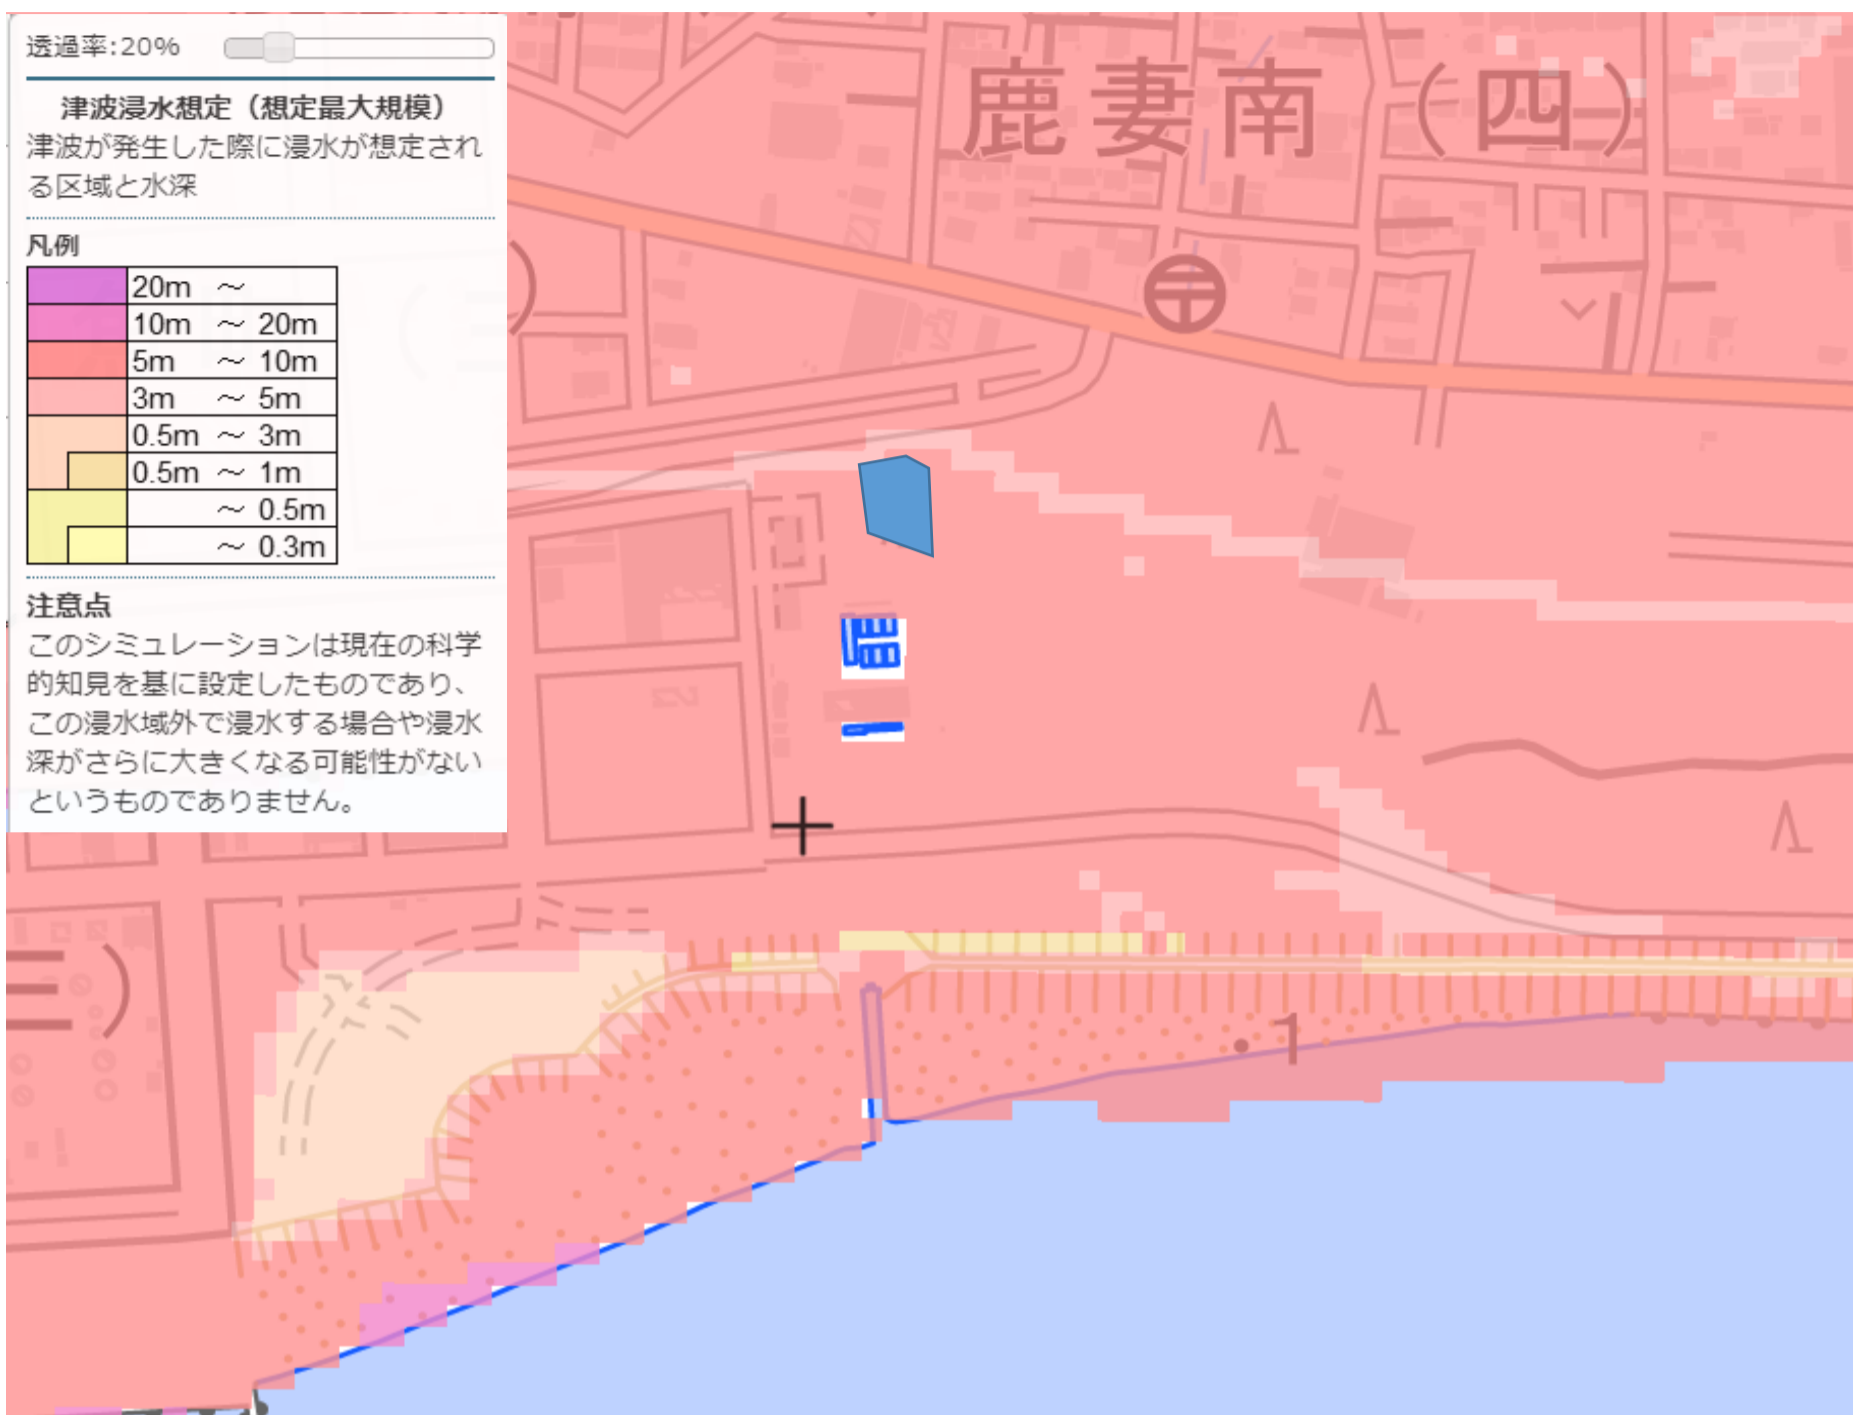 透過率:20%
津波浸水想定（想定最大規模）
津波が発生した際に浸水が想定され
る区域と水深
凡例
20m ～
10m ～ 20m
5m ～ 10m
3m ～ 5m
0.5m ～ 3m
0.5m ～ 1m
～ 0.5m
～ 0.3m
注意点
このシミュレーションは現在の科学
的知見を基に設定したものであり、
この浸水域外で浸水する場合や浸水
深がさらに大きくなる可能性がない
というものでありません。
鹿妻南（四）
1